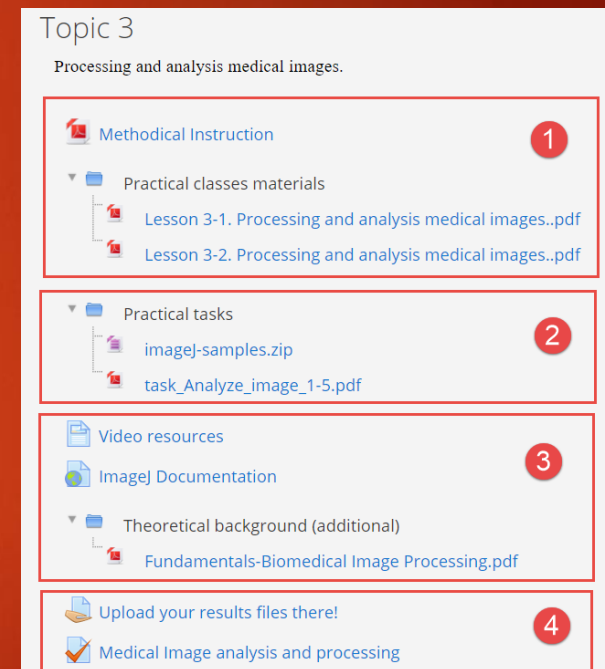 Topic 3
Processing and analysis medical images.
Methodical Instruction
1
Practical classes materials
Lesson 3-1. Processing and analysis medical images..pdf
Lesson 3-2. Processing and analysis medical images..pdf
Practical tasks
2
imageJ-samples.zip
task_Analyze_image_1-5.pdf
Video resources
3
ImageJ Documentation
Theoretical background (additional)
Fundamentals-Biomedical Image Processing.pdf
Upload your results files there!
4
Medical Image analysis and processing